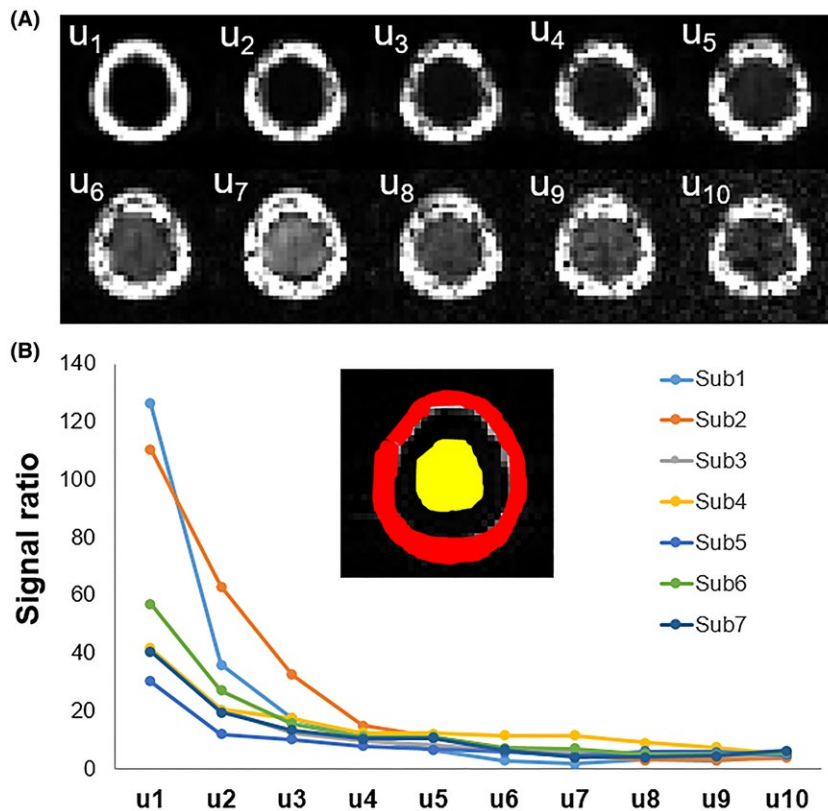 (A)
u1 u2 u3 u4 u5
u6 u7 u8 u9 u10
(B)
140
120
100
80
60
40
20
0
Signal ratio
Sub1
Sub2
Sub3
Sub4
Sub5
Sub6
Sub7
u1 u2 u3 u4 u5 u6 u7 u8 u9 u10